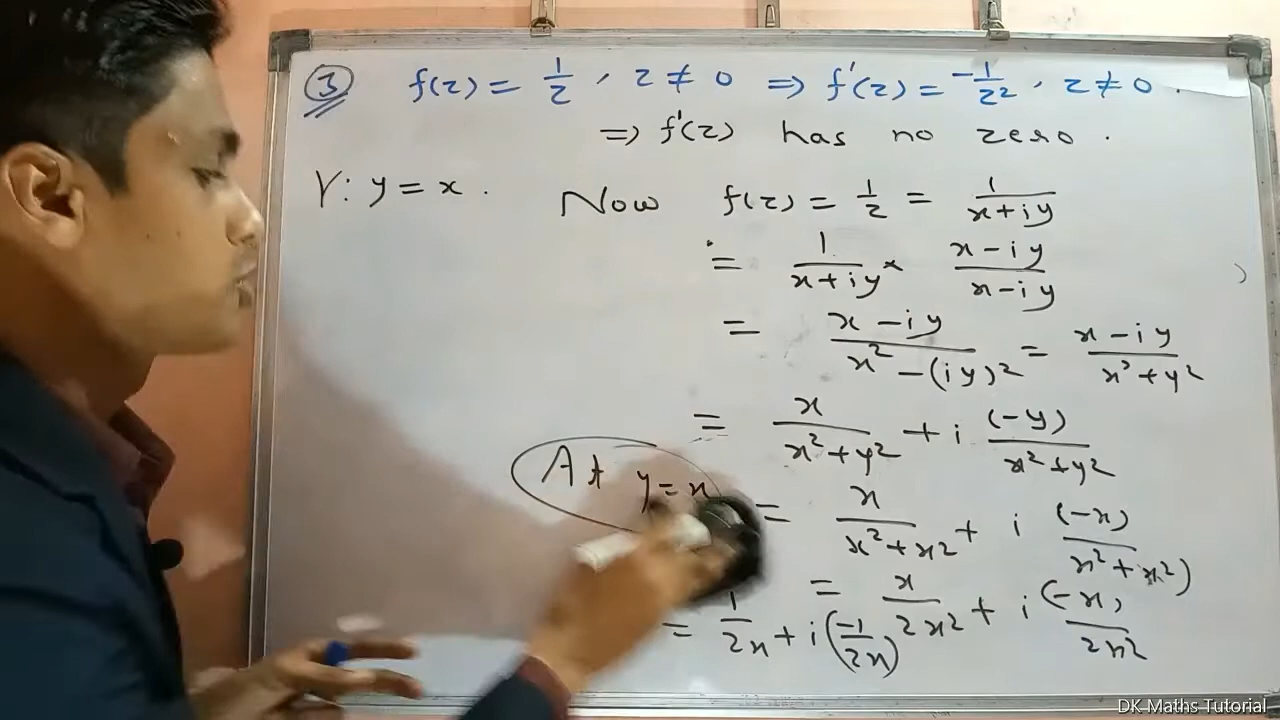 ③ f(z) = 1/z , z ≠ 0 ⇒ f'(z) = -1/z² , z ≠ 0 .
⇒ f'(z) has no zero .
γ: y = x . Now f(z) = 1/z = 1/(x+iy)
= 1/(x+iy) × (x-iy)/(x-iy)
= (x-iy)/(x²-(iy)²) = (x-iy)/(x²+y²)
= x/(x²+y²) + i (-y)/(x²+y²)
At y=x = x/(x²+x²) + i (-x)/(x²+x²)
= x/2x² + i (-x)/2x²
= 1/2x + i(-1/2x)
DK Maths Tutorial